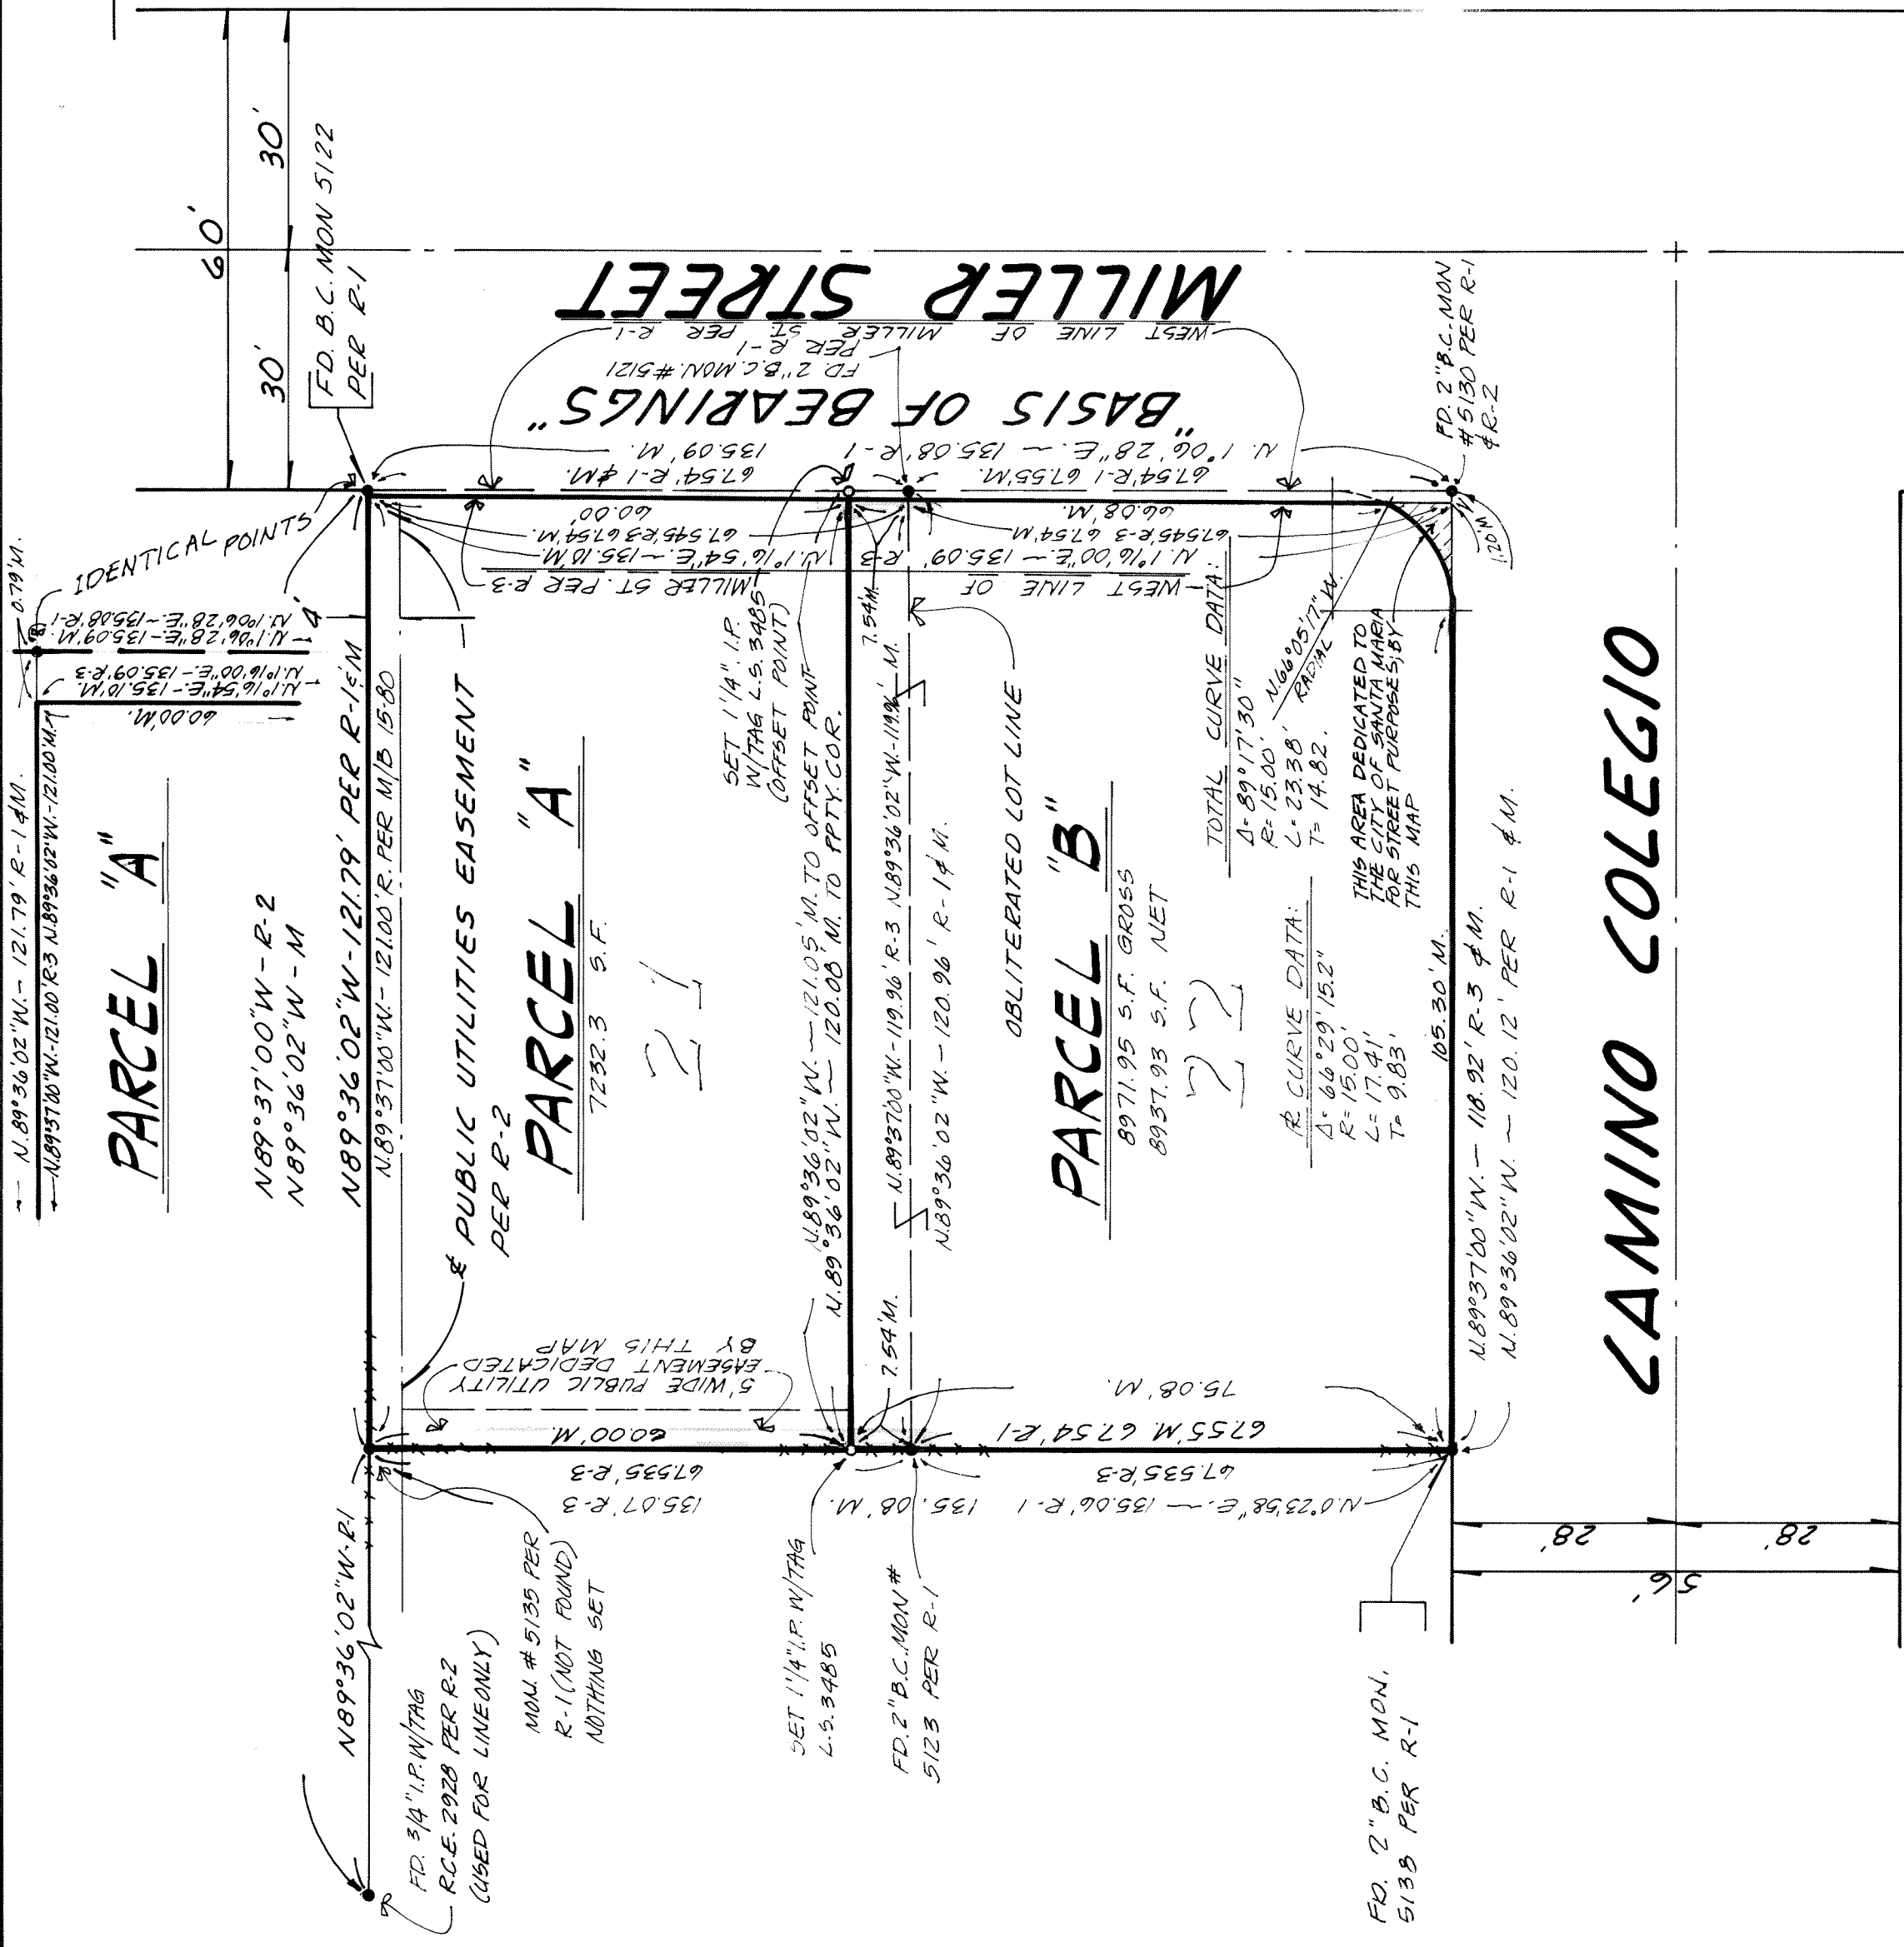 60'
30'
30'
FD. B.C. MON 5122
PER R-1
N.89°36'02"W.- 121.79' R-1 &M.
N.89°37'00"W.-121.00'R-3 N.89°36'02"W.-121.00'M.
0.79'M.
IDENTICAL POINTS
N.1°06'28"E.-135.08'R-1
N.1°06'28"E.-135.09'M.
N.1°16'00"E-135.09'R-3
N.1°16'54"E-135.10'M.
60.00'M.
4'
PARCEL "A"
N89°37'00"W-R-2
N89°36'02"W-M
N89°36'02"W-121.79' PER R-1&M
N.89°37'00"W-121.00'R. PER M/B 15-80
PUBLIC UTILITIES EASEMENT
PER R-2
PARCEL "A"
7232.3 S.F.
21
MILLER STREET
WEST LINE OF MILLER ST. PER R-1
FD. 2"B.C. MON. #5121
PER R-1
"BASIS OF BEARINGS"
N. 1°06'28"E. — 135.08' R-1
135.09' M.
67.54' R-1 & M.
67.54' R-1 67.55'M.
60.00'
66.08' M.
67.545' R-3 67.54' M.
67.545' R-3 67.54' M
N.1°16'54"E. — 135.10'M.
N.1°16'00"E — 135.09' R-3
WEST LINE OF
MILLER ST. PER R-3
SET 1 1/4" I.P.
W/TAG L.S. 3485
(OFFSET POINT)
N.89°36'02"W. — 121.05'M. TO OFFSET POINT
N.89°36'02"W. — 120.08' M. TO PPTY. COR.
7.54'M.
N.89°37'00"W.-119.96' R-3 N.89°36'02"W-119.96' M.
N.89°36'02"W. — 120.96' R-1 & M.
7.54'M.
OBLITERATED LOT LINE
PARCEL "B"
8971.95 S.F. GROSS
8937.93 S.F. NET
22
TOTAL CURVE DATA:
Δ= 89°17'30"
R= 15.00'
L= 23.38'
T= 14.82.
N.66°05'17"W.
RADIAL
THIS AREA DEDICATED TO
THE CITY OF SANTA MARIA
FOR STREET PURPOSES, BY
THIS MAP
CURVE DATA:
Δ= 66°29'15.2"
R= 15.00'
L= 17.41'
T= 9.83'
105.30' M.
FD. 2"B.C. MON
#5130 PER R-1
& R-2
1.20'M
N.89°37'00"W.— 118.92' R-3 & M.
N.89°36'02"W. — 120.12' PER R-1 & M.
CAMINO COLEGIO
5' WIDE PUBLIC UTILITY
EASEMENT DEDICATED
BY THIS MAP
60.00' M.
75.08' M.
67.55'M. 67.54' R-1
67.535' R-3
67.535' R-3
N.0°23'58"E. — 135.06' R-1
135.08' M.
135.07' R-3
N89°36'02"W-R-1
FD. 3/4" I.P. W/TAG
R.C.E. 2928 PER R-2
(USED FOR LINE ONLY)
MON. # 5135 PER
R-1 (NOT FOUND)
NOTHING SET
SET 1 1/4" I.P. W/TAG
L.S. 3485
FD. 2"B.C. MON #
5123 PER R-1
FD. 2"B.C. MON.
5138 PER R-1
28'
28'
56'